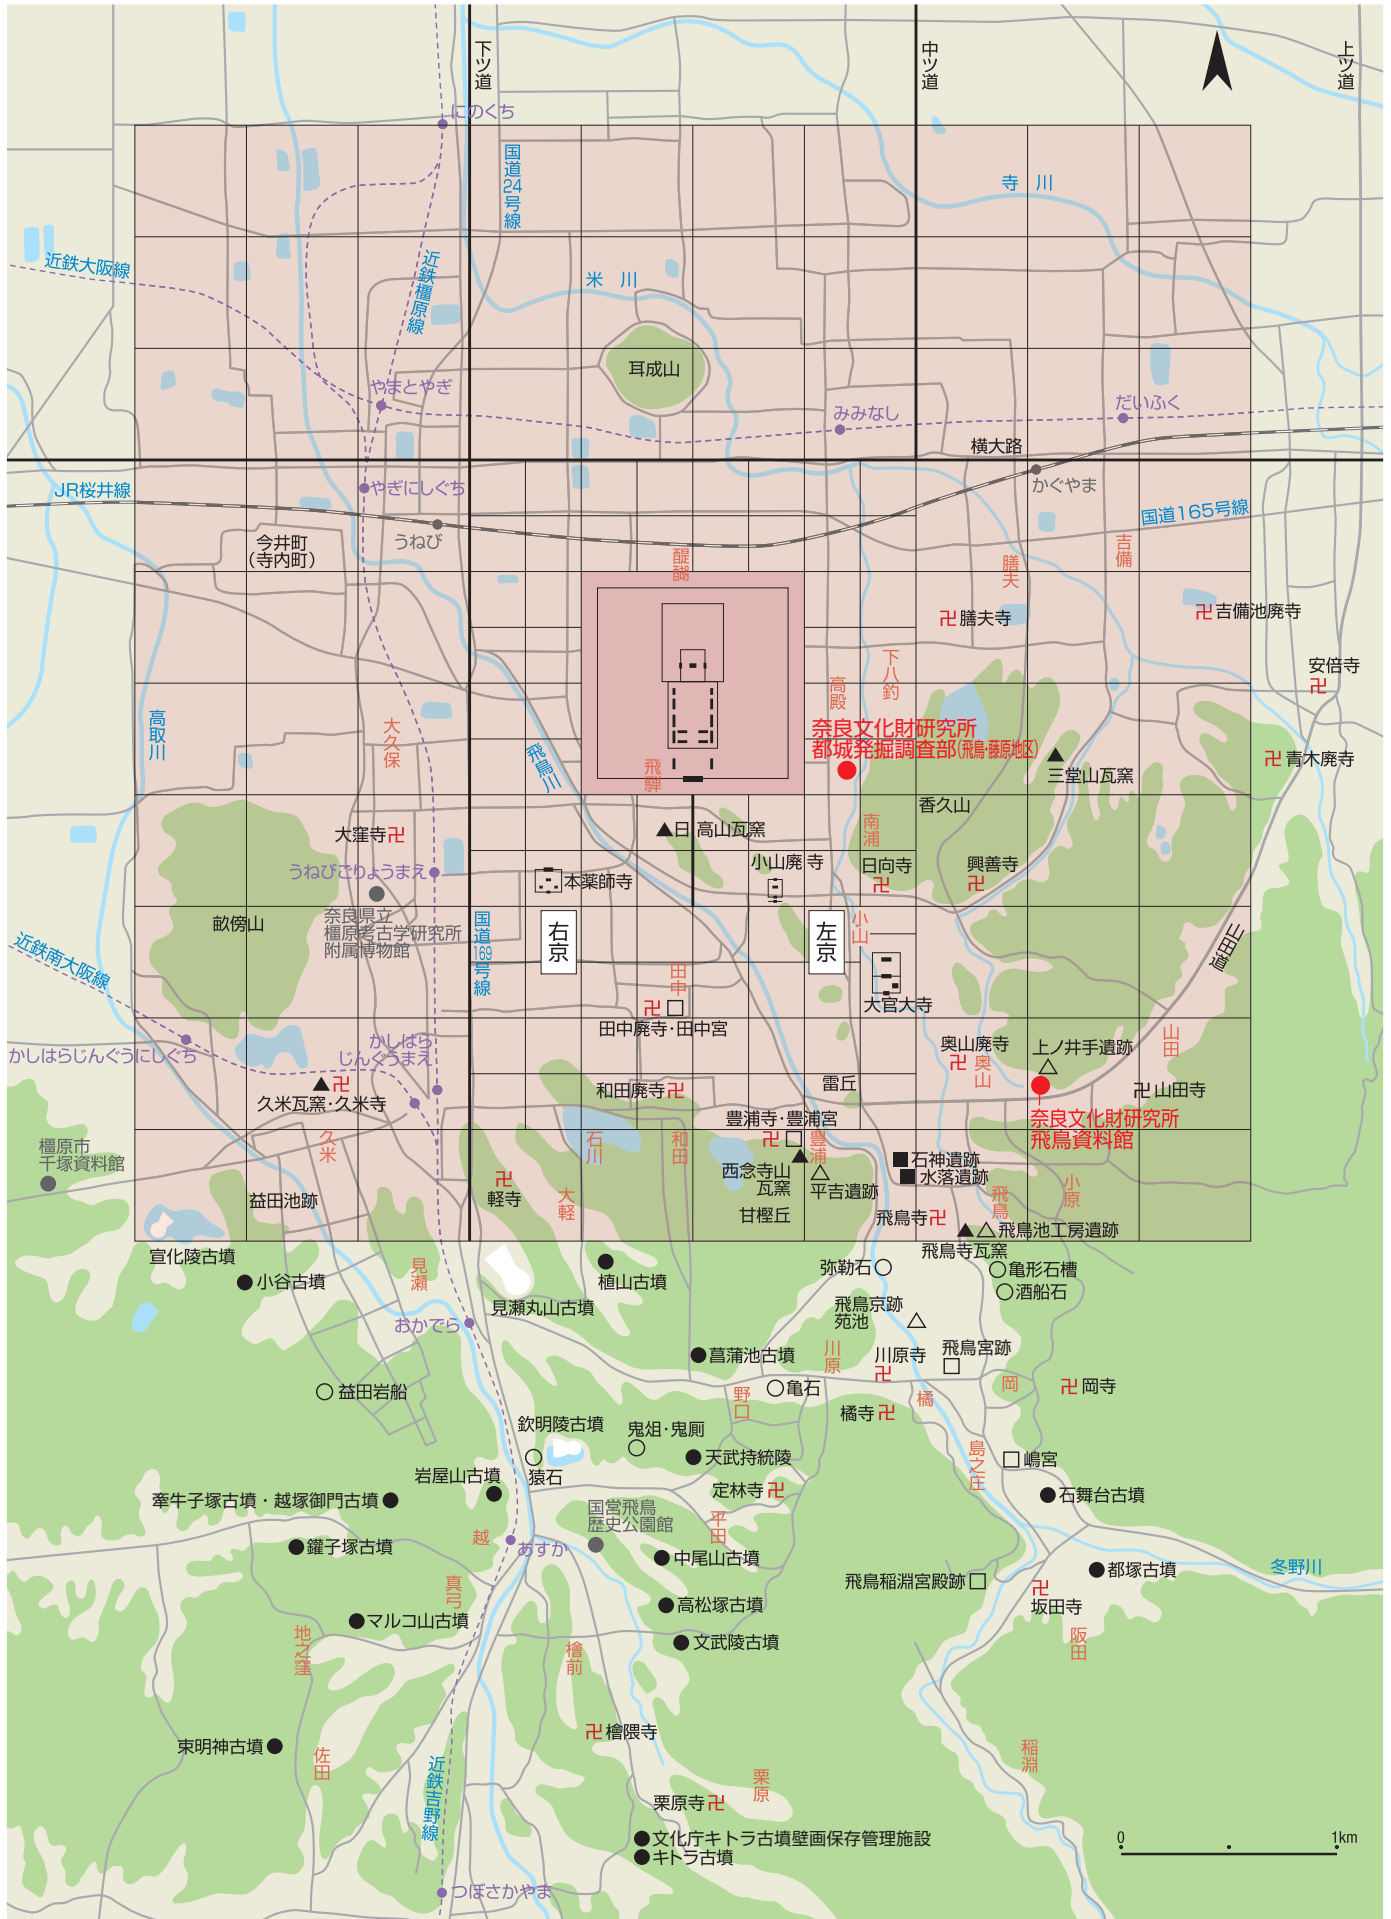 下ツ道
中ツ道
上ツ道
にのくち
国道24号線
寺 川
近鉄大阪線
近鉄橿原線
米 川
耳成山
やまとやぎ
みみなし
だいふく
横大路
JR桜井線
やぎにしぐち
かぐやま
国道165号線
うねび
今井町
(寺内町)
醍醐
膳夫
吉備
卍膳夫寺
卍吉備池廃寺
下八釣
高殿
安倍寺
卍
高取川
大久保
飛鳥川
飛騨
奈良文化財研究所
都城発掘調査部(飛鳥・藤原地区)
三堂山瓦窯
卍青木廃寺
香久山
南浦
大窪寺卍
日高山瓦窯
小山廃寺
日向寺
卍
興善寺
卍
うねびごりょうまえ
本薬師寺
畝傍山
奈良県立
橿原考古学研究所
附属博物館
国道169号線
右京
左京
小山
山田道
近鉄南大阪線
田中
卍
田中廃寺・田中宮
大官大寺
かしはらじんぐうにしぐち
かしはら
じんぐうまえ
奥山廃寺
卍
奥山
上ノ井手遺跡
山田
卍
久米瓦窯・久米寺
和田廃寺卍
雷丘
卍山田寺
奈良文化財研究所
飛鳥資料館
豊浦寺・豊浦宮
卍
豊浦
橿原市
千塚資料館
久米
石川
和田
石神遺跡
水落遺跡
西念寺山
瓦窯
平吉遺跡
卍
軽寺
大軽
益田池跡
甘樫丘
飛鳥寺卍
飛鳥
小原
飛鳥池工房遺跡
飛鳥寺瓦窯
宣化陵古墳
小谷古墳
見瀬
植山古墳
弥勒石
亀形石槽
酒船石
見瀬丸山古墳
飛鳥京跡
苑池
おかでら
菖蒲池古墳
川原
川原寺
卍
飛鳥宮跡
益田岩船
亀石
野口
橘
岡
卍岡寺
橘寺卍
欽明陵古墳
鬼俎・鬼厠
天武持統陵
島之庄
嶋宮
猿石
岩屋山古墳
定林寺卍
牽牛子塚古墳・越塚御門古墳
石舞台古墳
国営飛鳥
歴史公園館
平田
越
鑵子塚古墳
あすか
中尾山古墳
都塚古墳
冬野川
飛鳥稲淵宮殿跡
卍
坂田寺
真弓
マルコ山古墳
高松塚古墳
文武陵古墳
地之窪
檜前
阪田
卍檜隈寺
束明神古墳
佐田
稲淵
近鉄吉野線
栗原
栗原寺卍
文化庁キトラ古墳壁画保存管理施設
キトラ古墳
つぼさかやま
0
1km